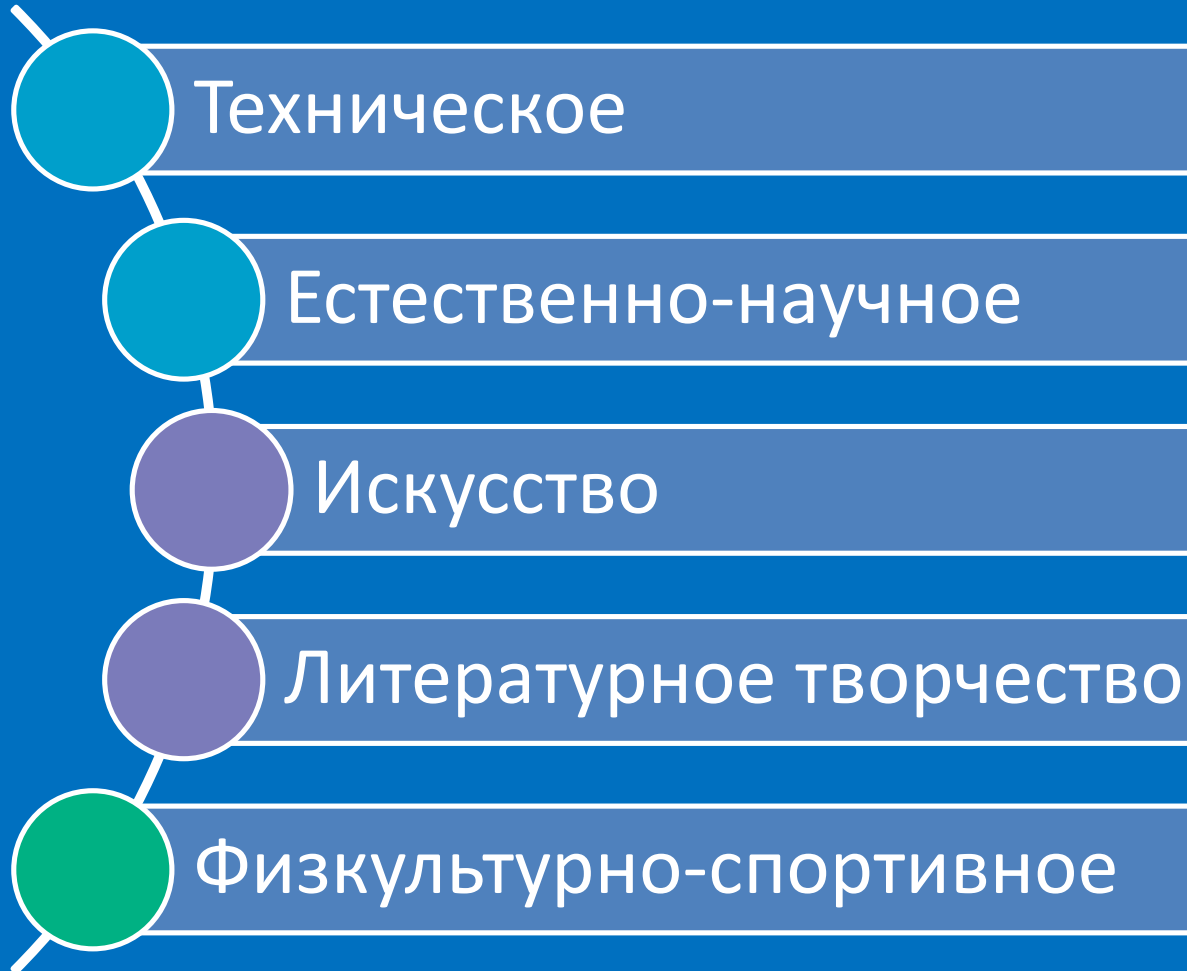 Техническое
Естественно-научное
Искусство
Литературное творчество
Физкультурно-спортивное